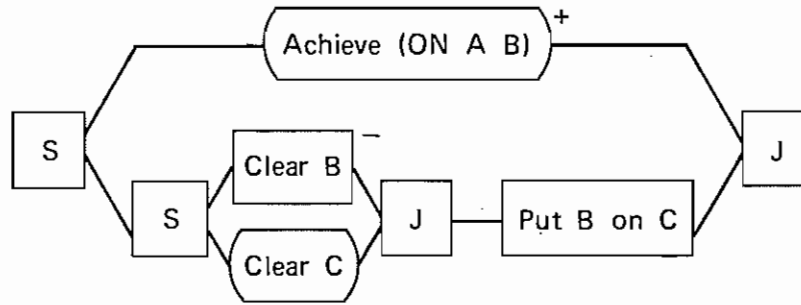 Achieve (ON A B) +
S
Clear B −
J
S
J
Put B on C
Clear C